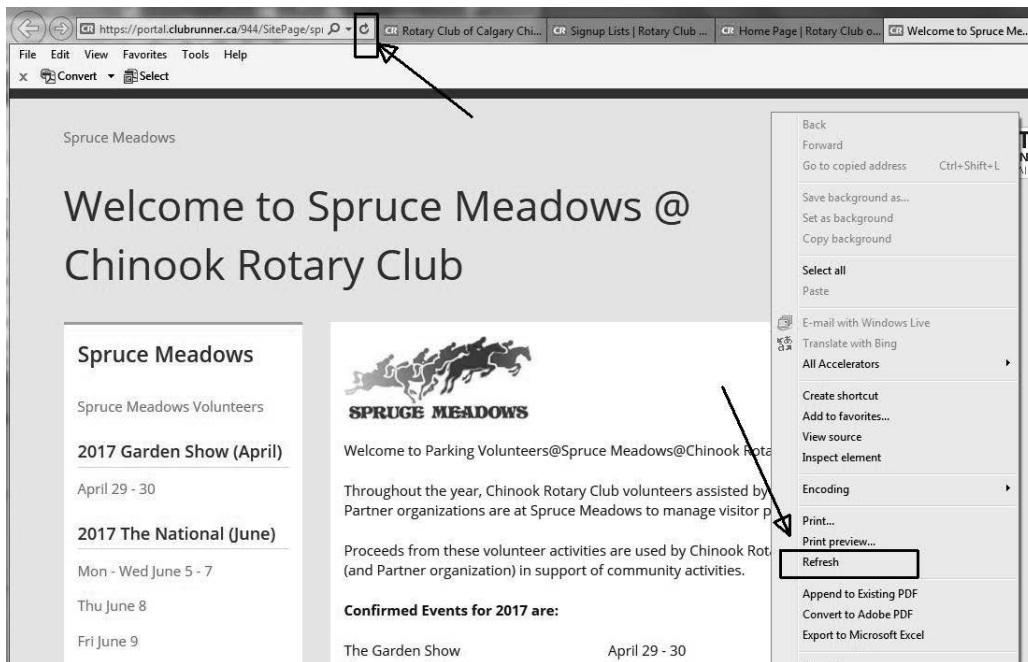 https://portal.clubrunner.ca/944/SitePage/spr
Rotary Club of Calgary Chi...
Signup Lists | Rotary Club ...
Home Page | Rotary Club o...
Welcome to Spruce Me...
File Edit View Favorites Tools Help
x Convert Select
Spruce Meadows
Welcome to Spruce Meadows @
Chinook Rotary Club
Spruce Meadows
Spruce Meadows Volunteers
2017 Garden Show (April)
April 29 - 30
2017 The National (June)
Mon - Wed June 5 - 7
Thu June 8
Fri June 9
SPRUCE MEADOWS
Welcome to Parking Volunteers@Spruce Meadows@Chinook Rota
Throughout the year, Chinook Rotary Club volunteers assisted by
Partner organizations are at Spruce Meadows to manage visitor p
Proceeds from these volunteer activities are used by Chinook Rot
(and Partner organization) in support of community activities.
Confirmed Events for 2017 are:
The Garden Show April 29 - 30
Back
Forward
Go to copied address Ctrl+Shift+L
Save background as...
Set as background
Copy background
Select all
Paste
E-mail with Windows Live
Translate with Bing
All Accelerators
Create shortcut
Add to favorites...
View source
Inspect element
Encoding
Print...
Print preview...
Refresh
Append to Existing PDF
Convert to Adobe PDF
Export to Microsoft Excel